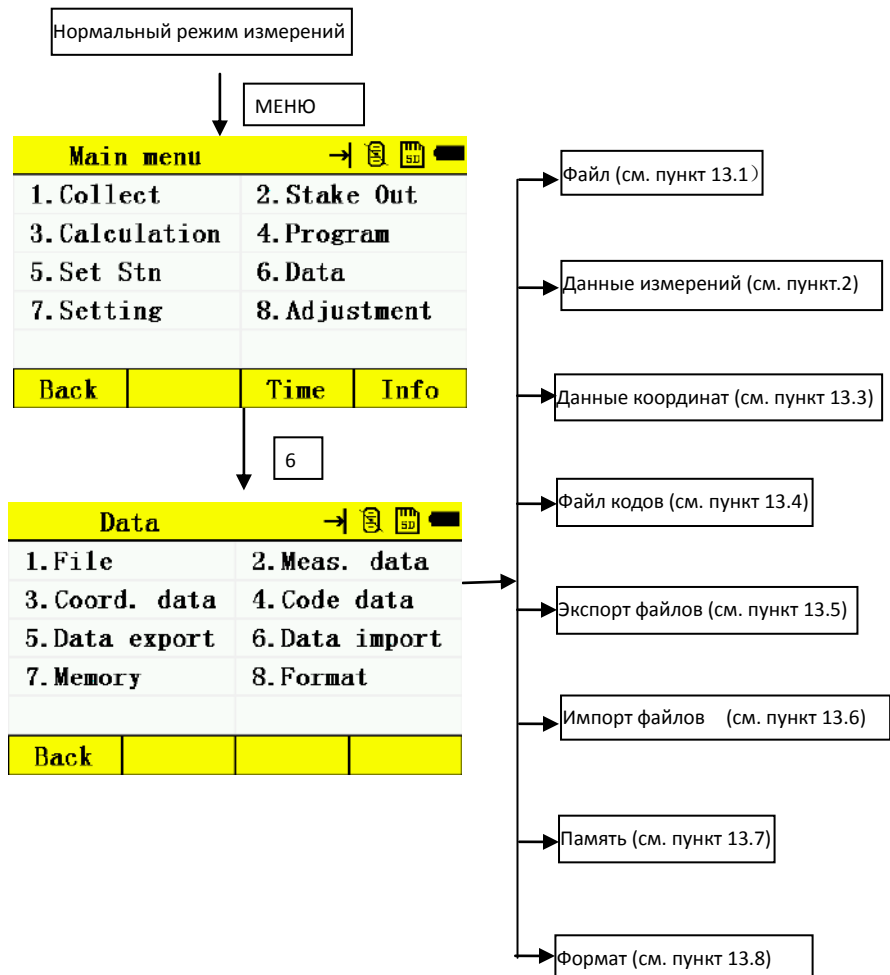 Нормальный режим измерений
МЕНЮ
Main menu
1.Collect 2.Stake Out
3.Calculation 4.Program
5.Set Stn 6.Data
7.Setting 8.Adjustment
Back Time Info
6
Data
1.File 2.Meas. data
3.Coord. data 4.Code data
5.Data export 6.Data import
7.Memory 8.Format
Back
Файл (см. пункт 13.1）
Данные измерений (см. пункт.2)
Данные координат (см. пункт 13.3)
Файл кодов (см. пункт 13.4)
Экспорт файлов (см. пункт 13.5)
Импорт файлов (см. пункт 13.6)
Память (см. пункт 13.7)
Формат (см. пункт 13.8)